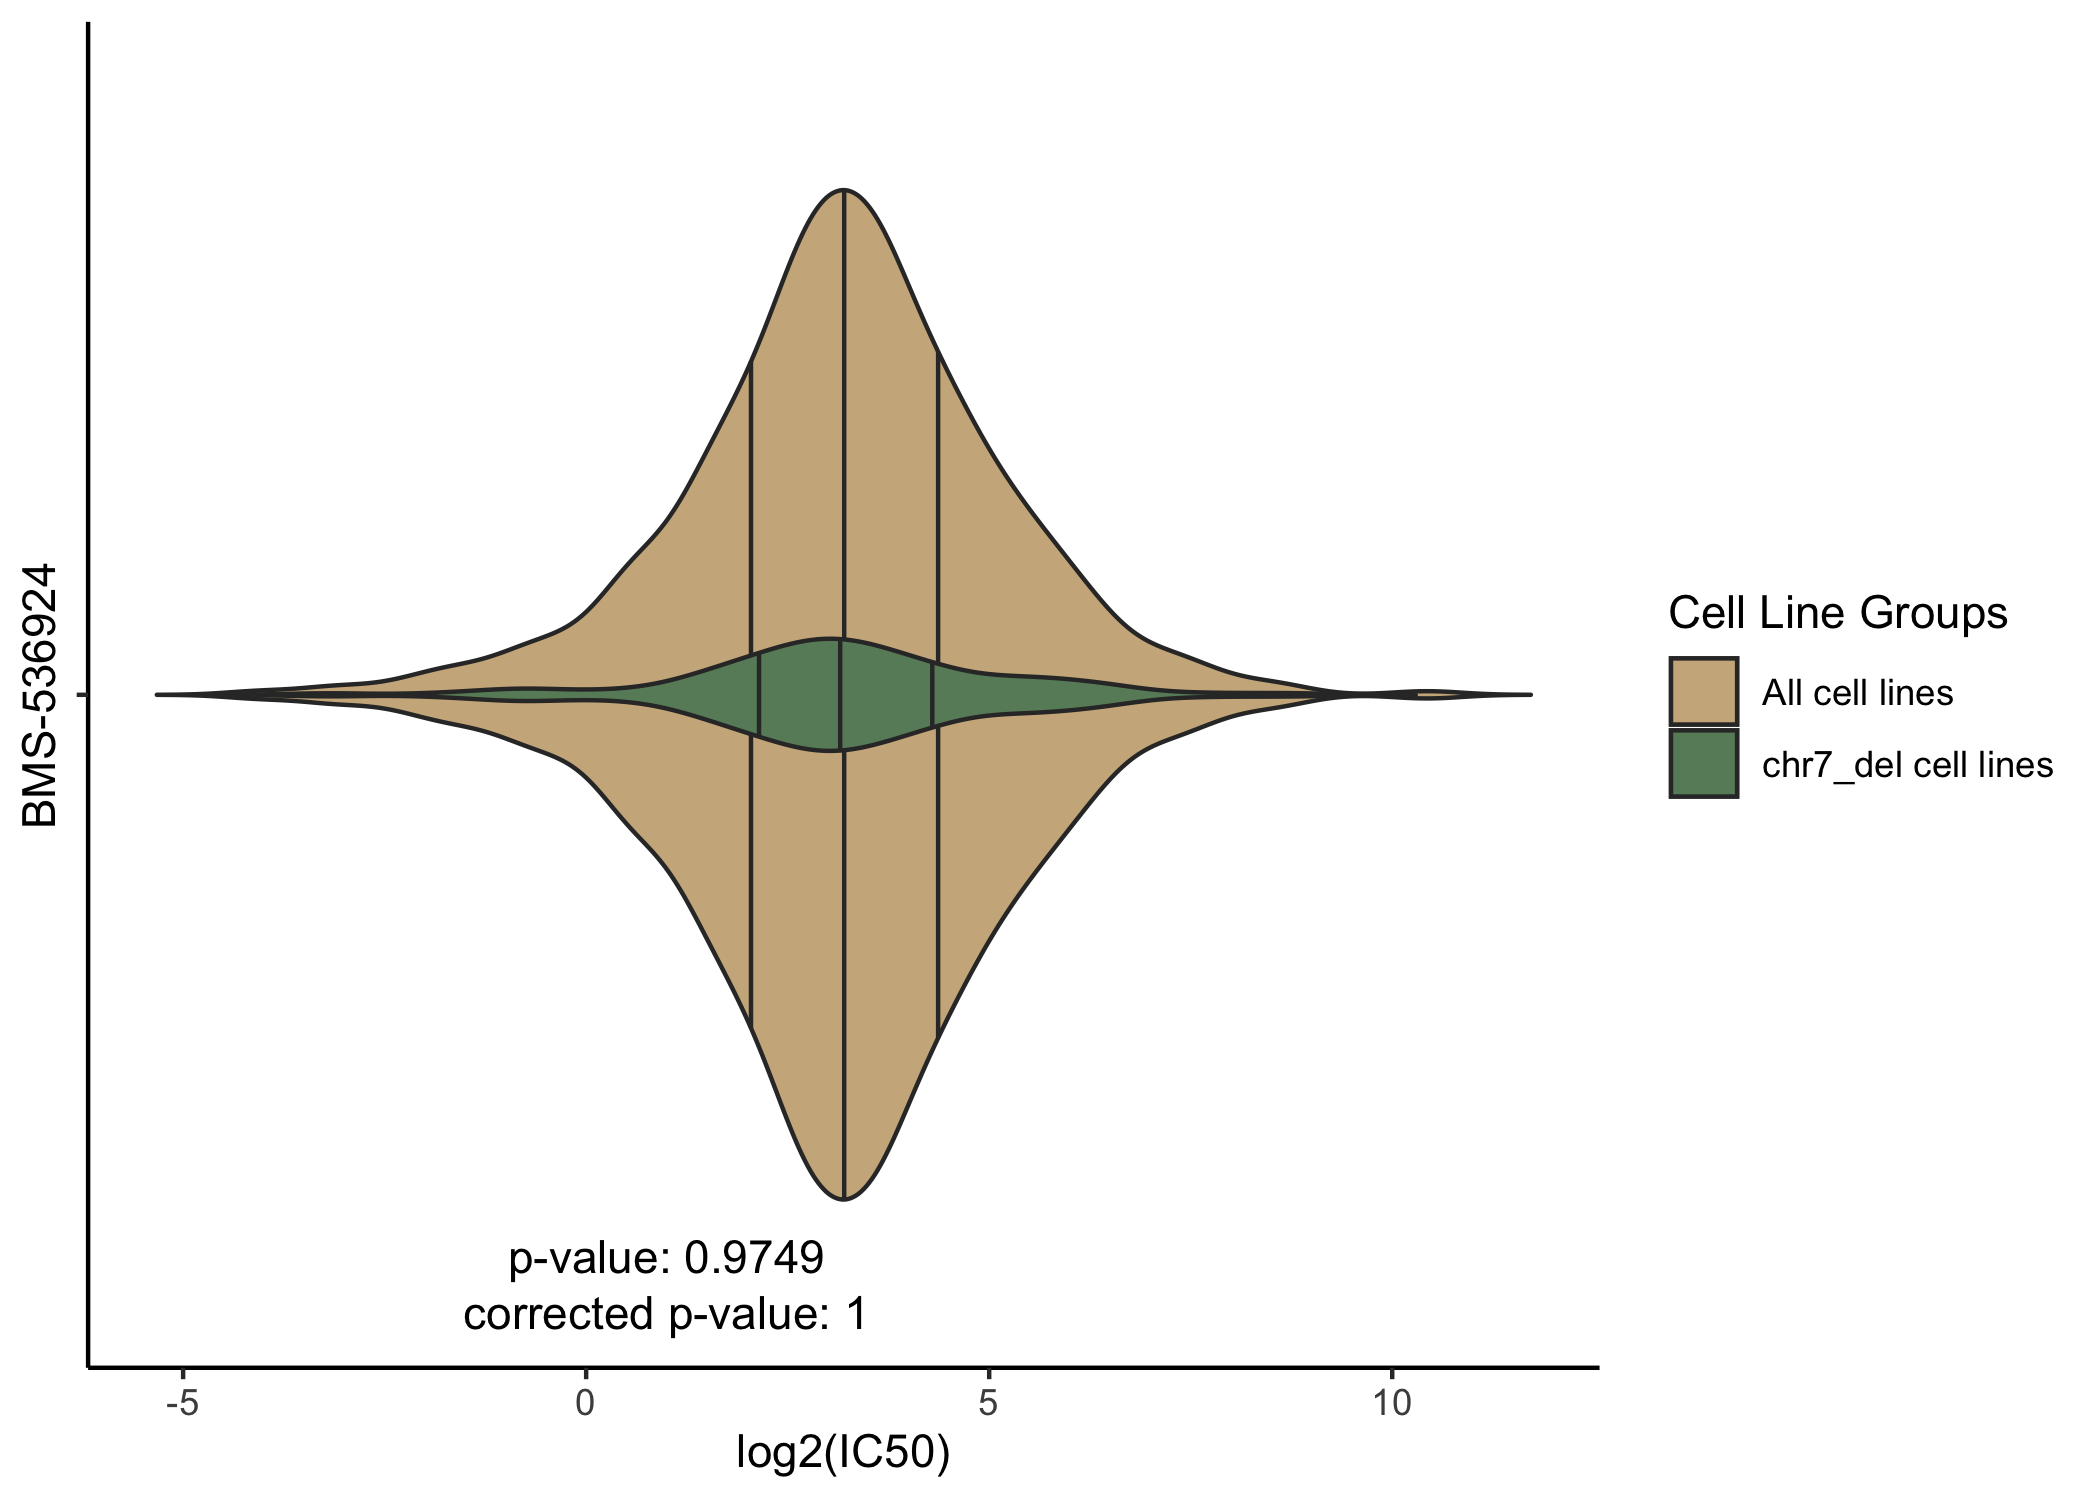 BMS-536924
p-value: 0.9749
corrected p-value: 1
-5
0
5
10
log2(IC50)
Cell Line Groups
All cell lines
chr7_del cell lines